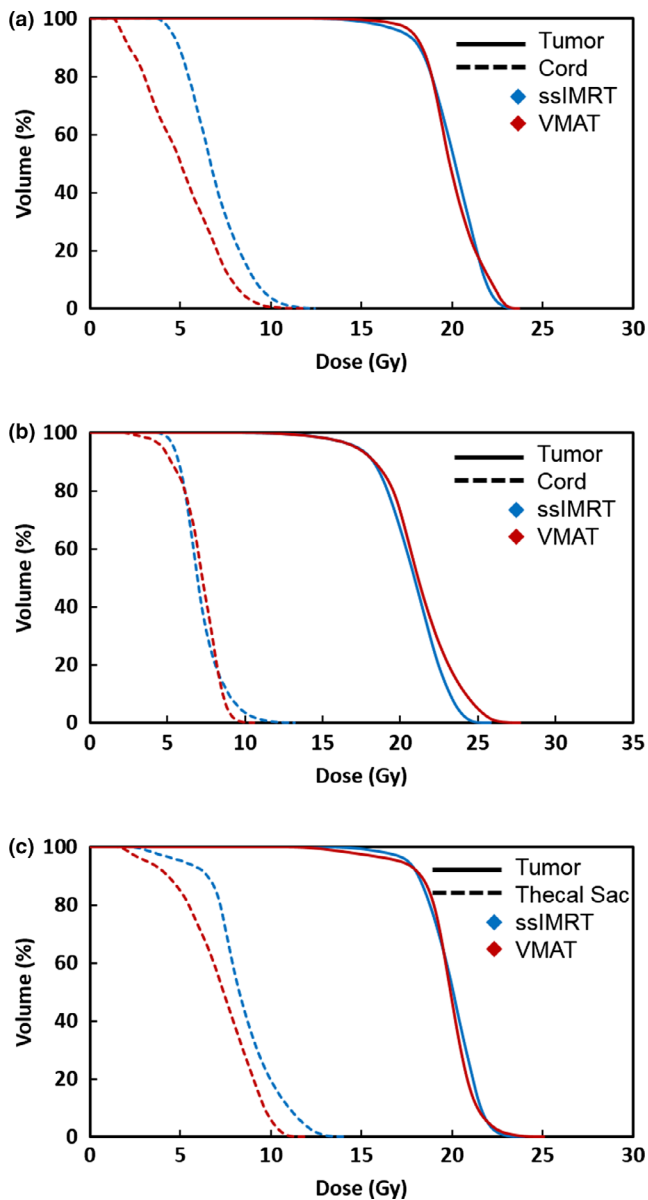 (a)
100
80
60
40
20
0
Volume (%)
Tumor
Cord
ssIMRT
VMAT
0 5 10 15 20 25 30
Dose (Gy)
(b)
100
80
60
40
20
0
Volume (%)
Tumor
Cord
ssIMRT
VMAT
0 5 10 15 20 25 30 35
Dose (Gy)
(c)
100
80
60
40
20
0
Volume (%)
Tumor
Thecal Sac
ssIMRT
VMAT
0 5 10 15 20 25 30
Dose (Gy)